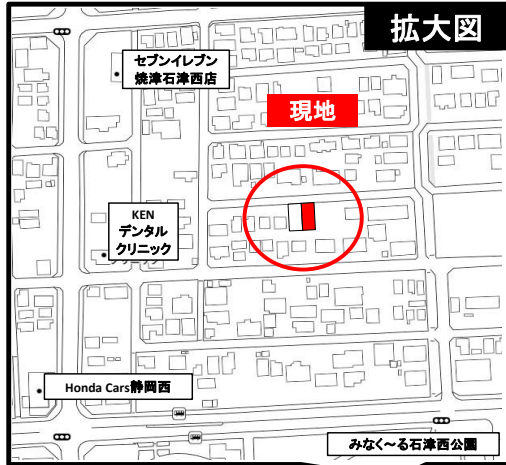 拡大図
セブンイレブン
焼津石津西店
現地
KEN
デンタル
クリニック
Honda Cars静岡西
みなく~る石津西公園